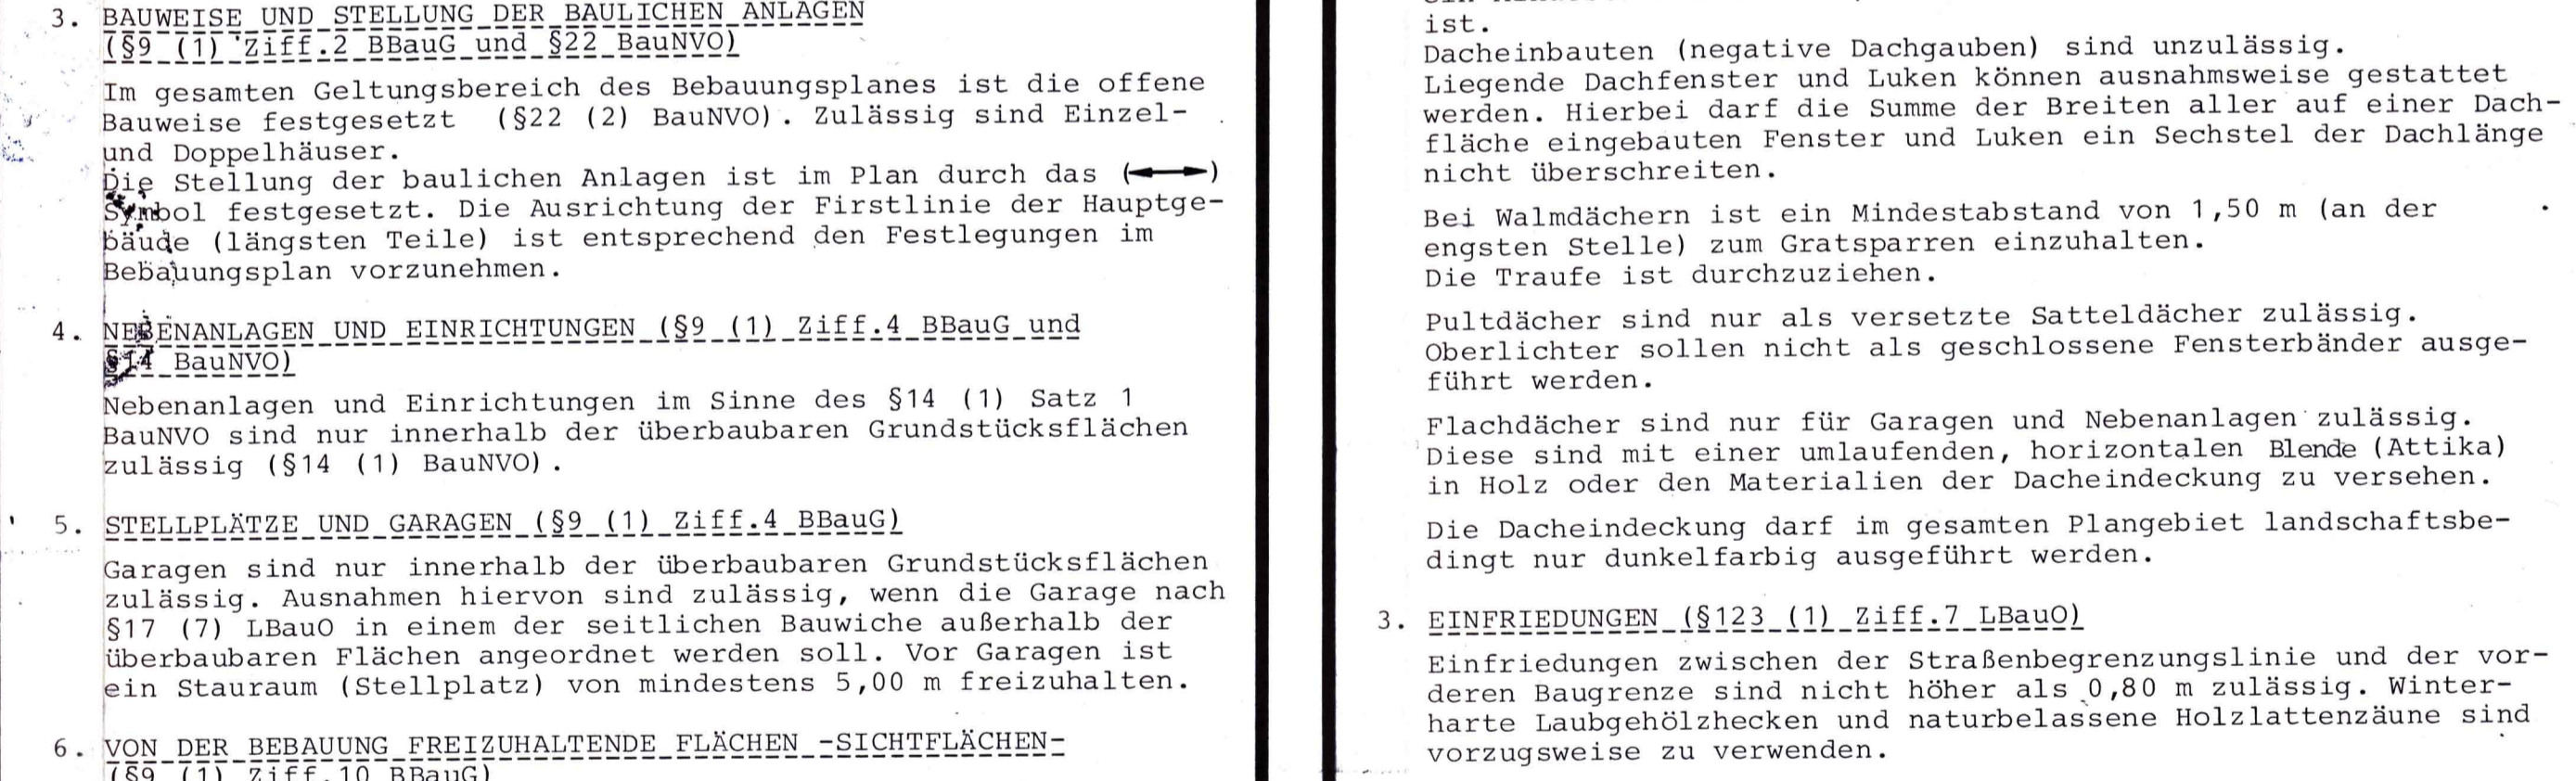 3. BAUWEISE UND STELLUNG DER BAULICHEN ANLAGEN
(§9 (1) Ziff.2 BBauG und §22 BauNVO)
Im gesamten Geltungsbereich des Bebauungsplanes ist die offene
Bauweise festgesetzt (§22 (2) BauNVO). Zulässig sind Einzel-
und Doppelhäuser.
Die Stellung der baulichen Anlagen ist im Plan durch das (⟷)
Symbol festgesetzt. Die Ausrichtung der Firstlinie der Hauptge-
bäude (längsten Teile) ist entsprechend den Festlegungen im
Bebauungsplan vorzunehmen.
4. NEBENANLAGEN UND EINRICHTUNGEN (§9 (1) Ziff.4 BBauG und
§14 BauNVO)
Nebenanlagen und Einrichtungen im Sinne des §14 (1) Satz 1
BauNVO sind nur innerhalb der überbaubaren Grundstücksflächen
zulässig (§14 (1) BauNVO).
5. STELLPLÄTZE UND GARAGEN (§9 (1) Ziff.4 BBauG)
Garagen sind nur innerhalb der überbaubaren Grundstücksflächen
zulässig. Ausnahmen hiervon sind zulässig, wenn die Garage nach
§17 (7) LBauO in einem der seitlichen Bauwiche außerhalb der
überbaubaren Flächen angeordnet werden soll. Vor Garagen ist
ein Stauraum (Stellplatz) von mindestens 5,00 m freizuhalten.
6. VON DER BEBAUUNG FREIZUHALTENDE FLÄCHEN -SICHTFLÄCHEN-
(§9 (1) Ziff.10 BBauG)
ist.
Dacheinbauten (negative Dachgauben) sind unzulässig.
Liegende Dachfenster und Luken können ausnahmsweise gestattet
werden. Hierbei darf die Summe der Breiten aller auf einer Dach-
fläche eingebauten Fenster und Luken ein Sechstel der Dachlänge
nicht überschreiten.
Bei Walmdächern ist ein Mindestabstand von 1,50 m (an der
engsten Stelle) zum Gratsparren einzuhalten.
Die Traufe ist durchzuziehen.
Pultdächer sind nur als versetzte Satteldächer zulässig.
Oberlichter sollen nicht als geschlossene Fensterbänder ausge-
führt werden.
Flachdächer sind nur für Garagen und Nebenanlagen zulässig.
Diese sind mit einer umlaufenden, horizontalen Blende (Attika)
in Holz oder den Materialien der Dacheindeckung zu versehen.
Die Dacheindeckung darf im gesamten Plangebiet landschaftsbe-
dingt nur dunkelfarbig ausgeführt werden.
3. EINFRIEDUNGEN (§123 (1) Ziff.7 LBauO)
Einfriedungen zwischen der Straßenbegrenzungslinie und der vor-
deren Baugrenze sind nicht höher als 0,80 m zulässig. Winter-
harte Laubgehölzhecken und naturbelassene Holzlattenzäune sind
vorzugsweise zu verwenden.